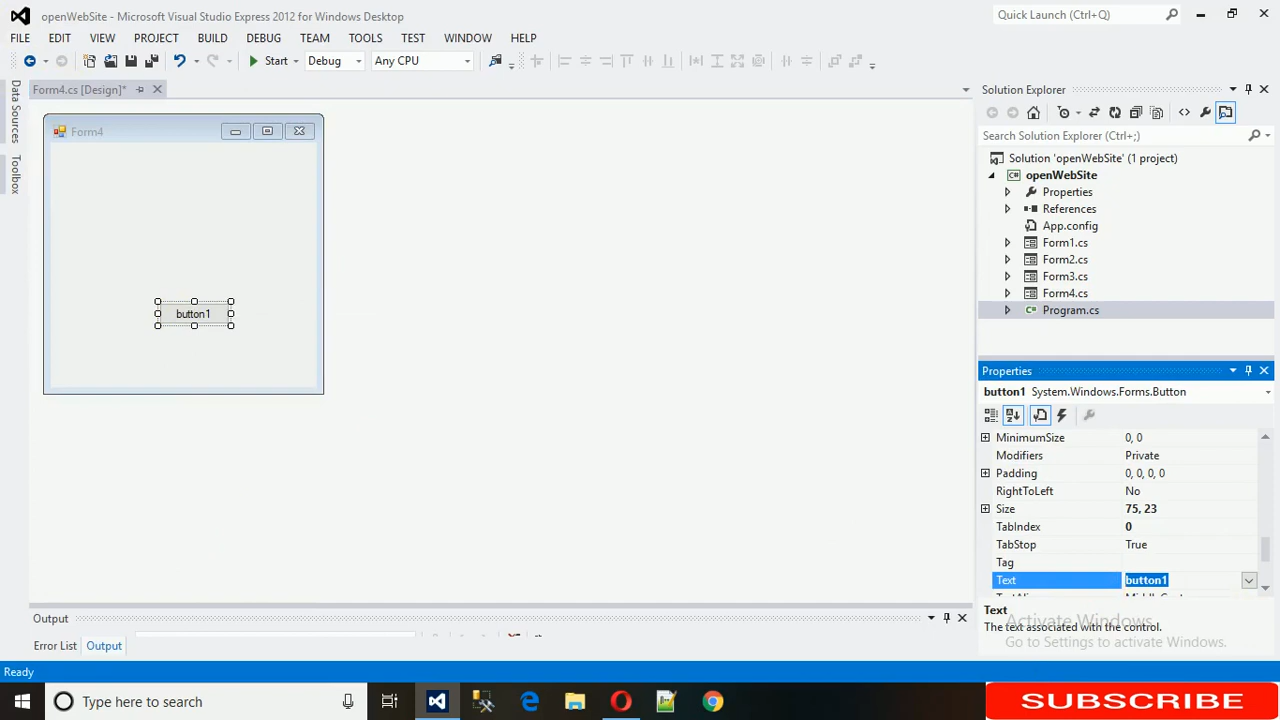 openWebSite - Microsoft Visual Studio Express 2012 for Windows Desktop
Quick Launch (Ctrl+Q)
FILE EDIT VIEW PROJECT BUILD DEBUG TEAM TOOLS TEST WINDOW HELP
Start Debug Any CPU
Data Sources
Toolbox
Form4.cs [Design]*
Form4
button1
Solution Explorer
Search Solution Explorer (Ctrl+;)
Solution 'openWebSite' (1 project)
C# openWebSite
Properties
References
App.config
Form1.cs
Form2.cs
Form3.cs
Form4.cs
C# Program.cs
Properties
button1 System.Windows.Forms.Button
MinimumSize 0, 0
Modifiers Private
Padding 0, 0, 0, 0
RightToLeft No
Size 75, 23
TabIndex 0
TabStop True
Tag
Text button1
Text
The text associated with the control.
Activate Windows
Go to Settings to activate Windows.
Output
Error List Output
Ready
Type here to search
SUBSCRIBE